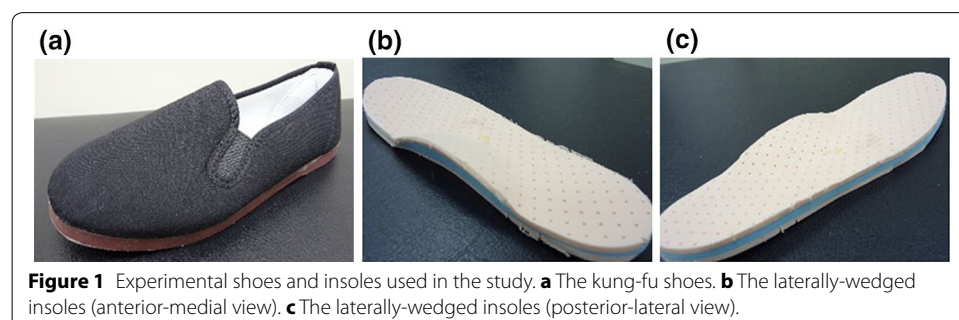 (a) (b) (c)
Figure 1 Experimental shoes and insoles used in the study. a The kung-fu shoes. b The laterally-wedged
insoles (anterior-medial view). c The laterally-wedged insoles (posterior-lateral view).